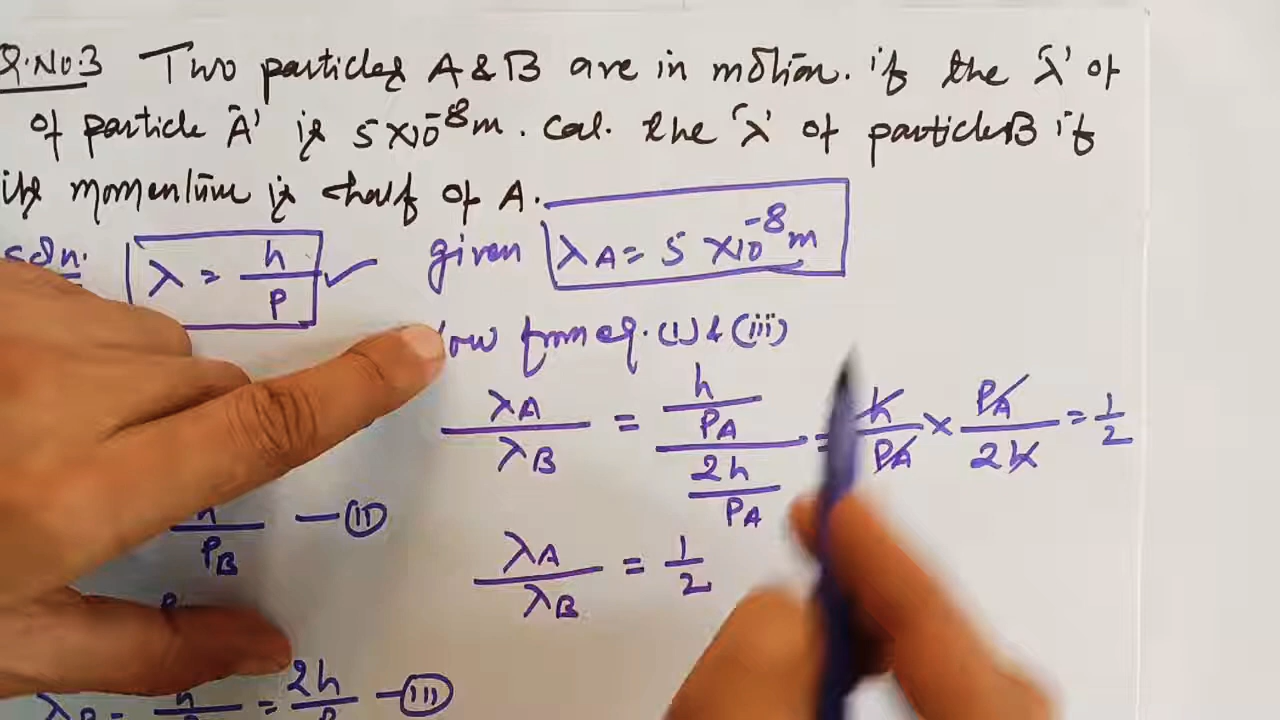 Q.No.3 Two particles A & B are in motion. if the 'λ' of
of particle 'A' is 5×10⁻⁸m. Cal. the 'λ' of particle B if
its momentum is half of A.
soln. λ = h/P ✓ given λA = 5×10⁻⁸m
Now from eq. (i) & (iii)
λA/λB = (h/PA)/(2h/PA) = h/PA × PA/2h = 1/2
/PB — (ii)
λA/λB = 1/2
= 2h/ — (iii)